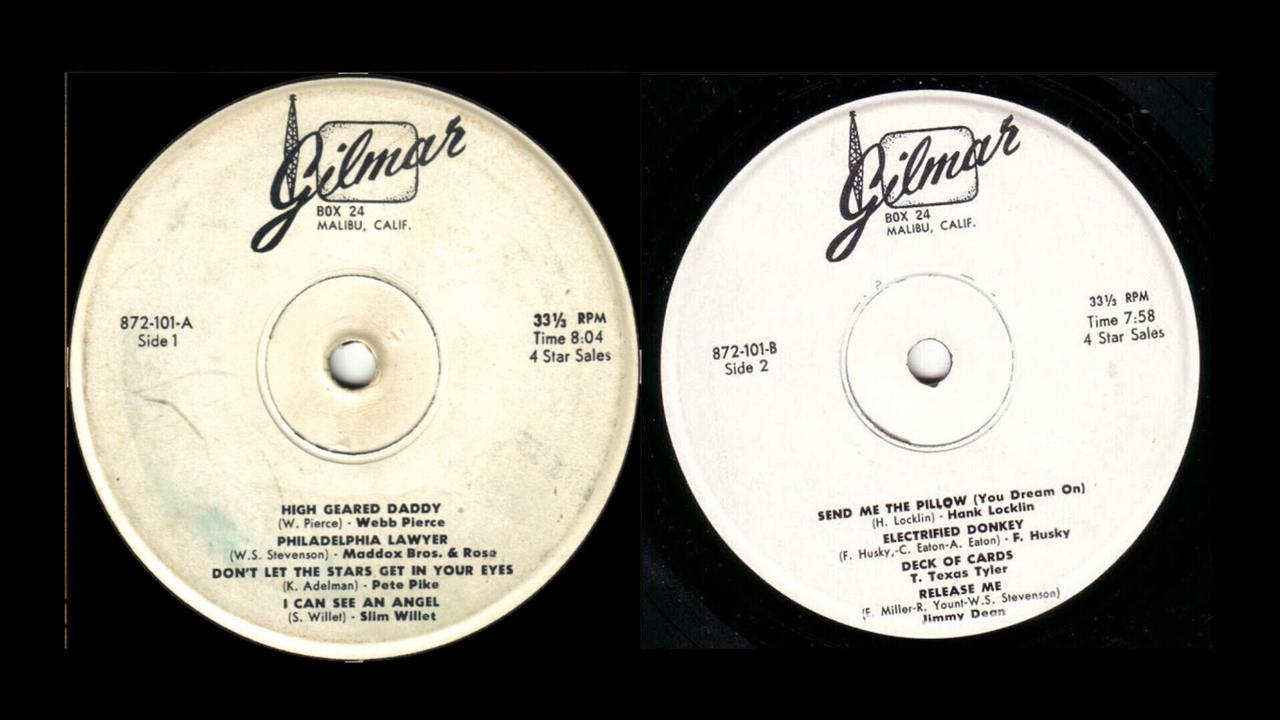 Gilmar
BOX 24
MALIBU, CALIF.
872-101-A
Side 1
33⅓ RPM
Time 8:04
4 Star Sales
HIGH GEARED DADDY
(W. Pierce) - Webb Pierce
PHILADELPHIA LAWYER
(W.S. Stevenson) - Maddox Bros. & Rose
DON'T LET THE STARS GET IN YOUR EYES
(K. Adelman) - Pete Pike
I CAN SEE AN ANGEL
(S. Willet) - Slim Willet
Gilmar
BOX 24
MALIBU, CALIF.
872-101-B
Side 2
33⅓ RPM
Time 7:58
4 Star Sales
SEND ME THE PILLOW (You Dream On)
(H. Locklin) - Hank Locklin
ELECTRIFIED DONKEY
(F. Husky,-C. Eaton-A. Eaton) - F. Husky
DECK OF CARDS
T. Texas Tyler
RELEASE ME
(E. Miller-R. Yount-W.S. Stevenson)
Jimmy Dean